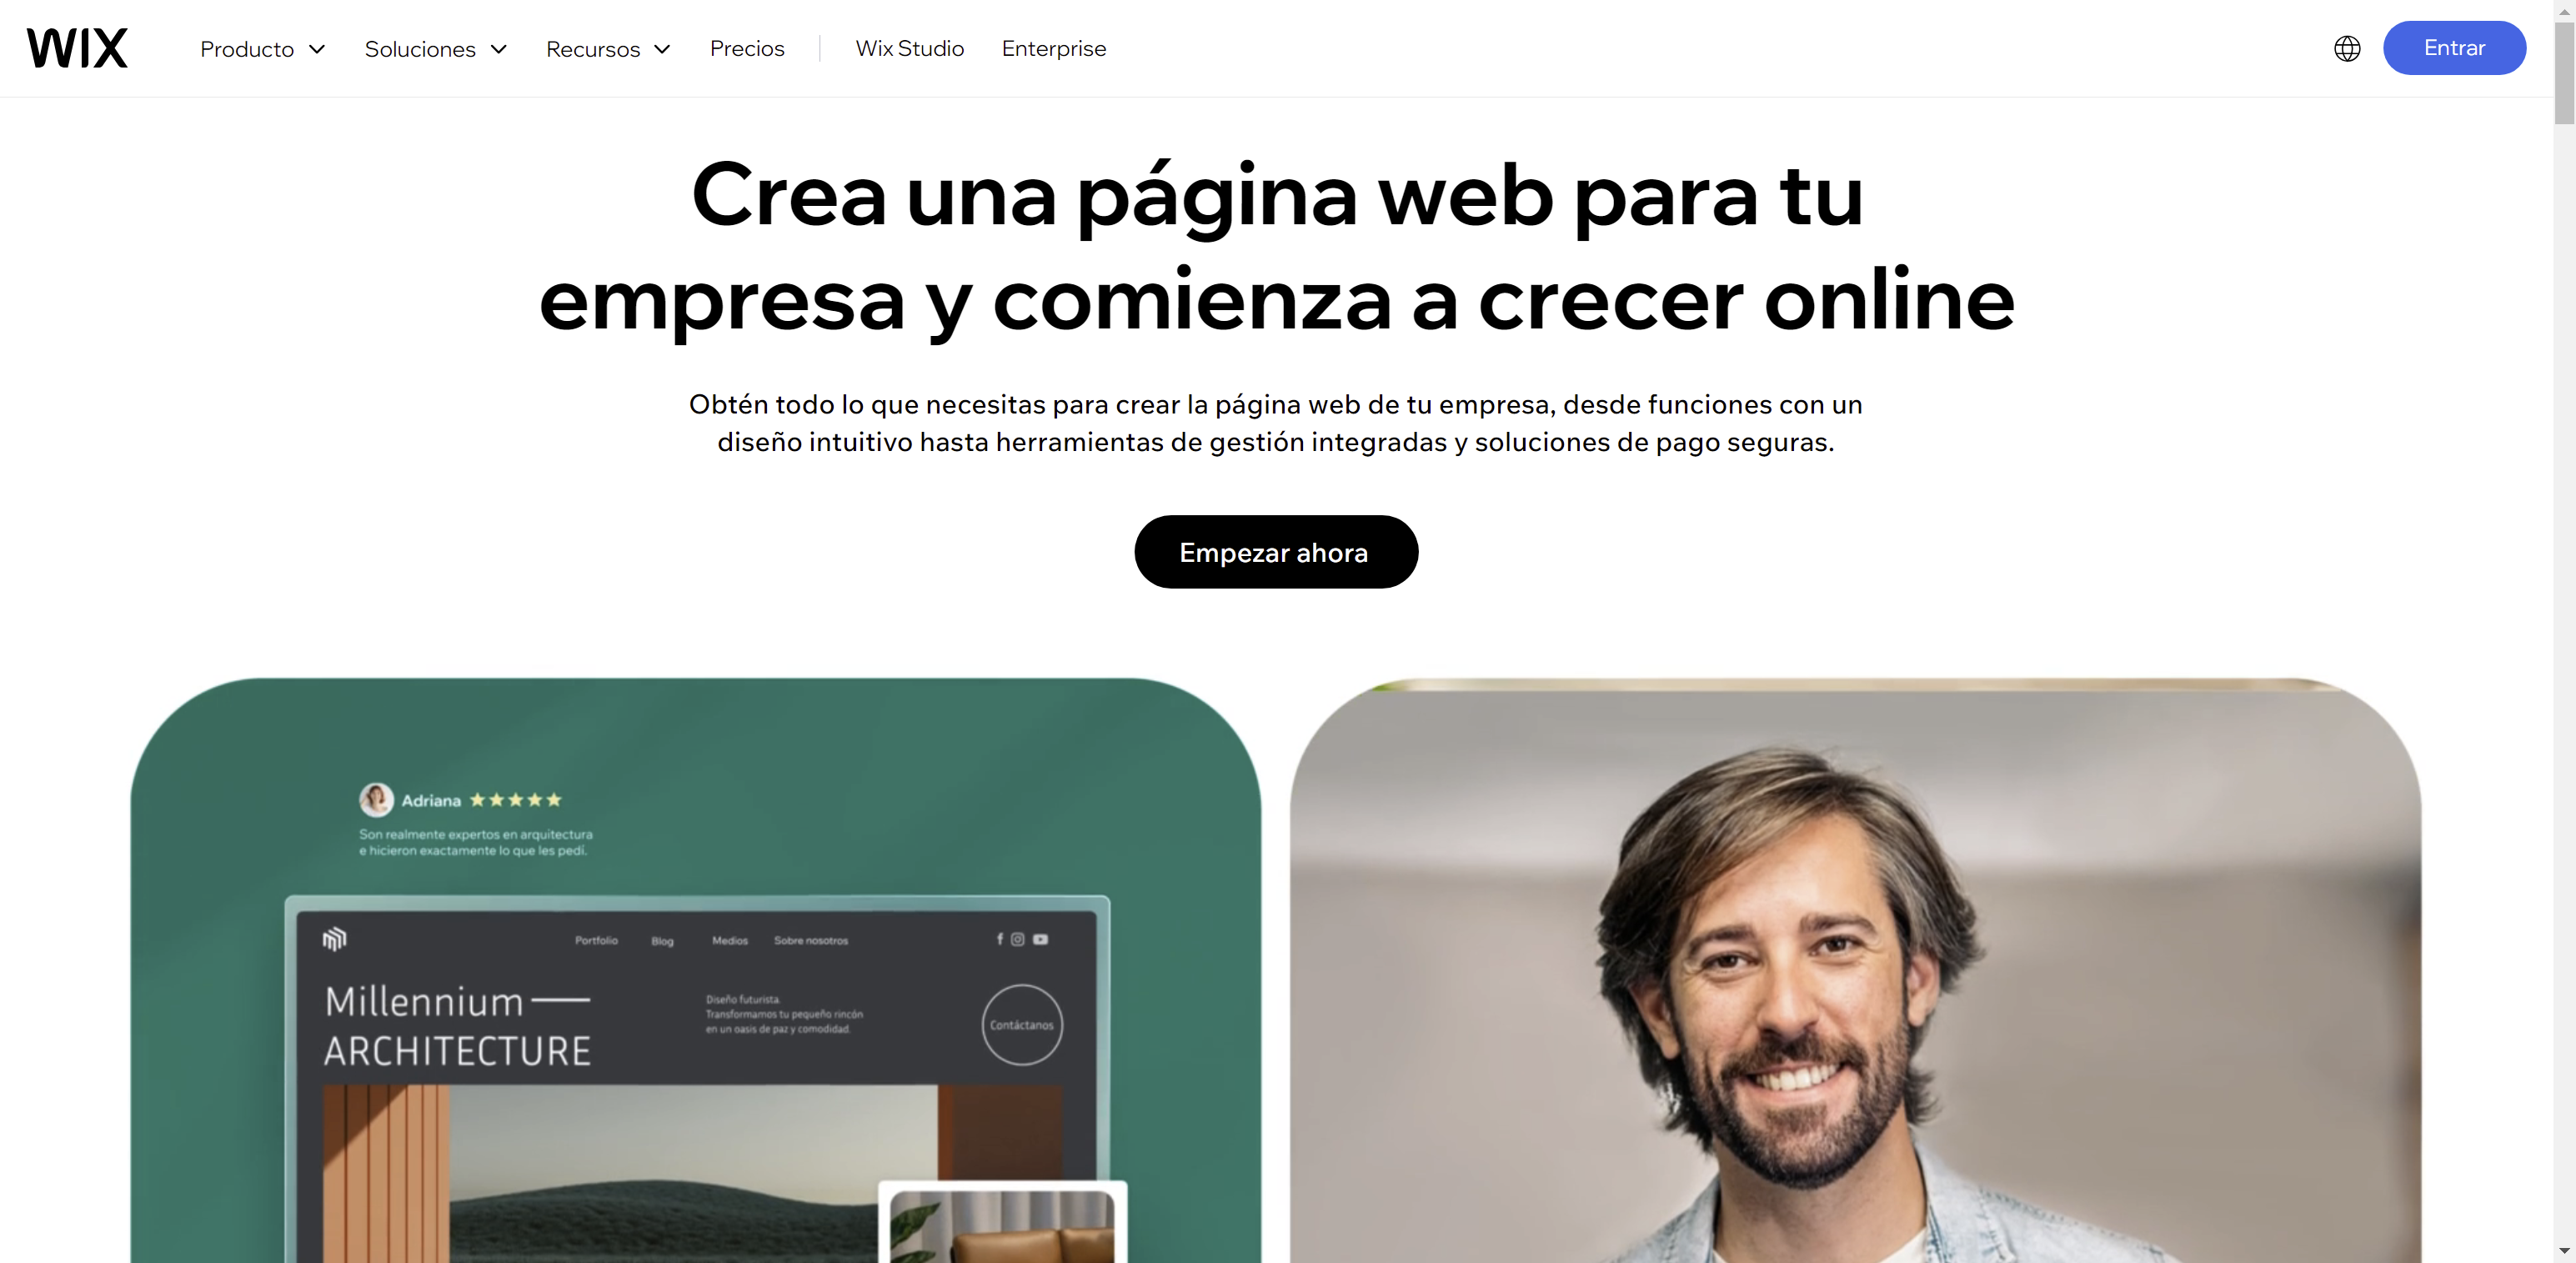 WIX
Producto
Soluciones
Recursos
Precios
Wix Studio
Enterprise
Entrar
Crea una página web para tu
empresa y comienza a crecer online
Obtén todo lo que necesitas para crear la página web de tu empresa, desde funciones con un
diseño intuitivo hasta herramientas de gestión integradas y soluciones de pago seguras.
Empezar ahora
Adriana
Son realmente expertos en arquitectura
e hicieron exactamente lo que les pedí.
Portfolio
Blog
Medios
Sobre nosotros
Millennium
ARCHITECTURE
Diseño futurista.
Transformamos tu pequeño rincón
en un oasis de paz y comodidad.
Contáctanos